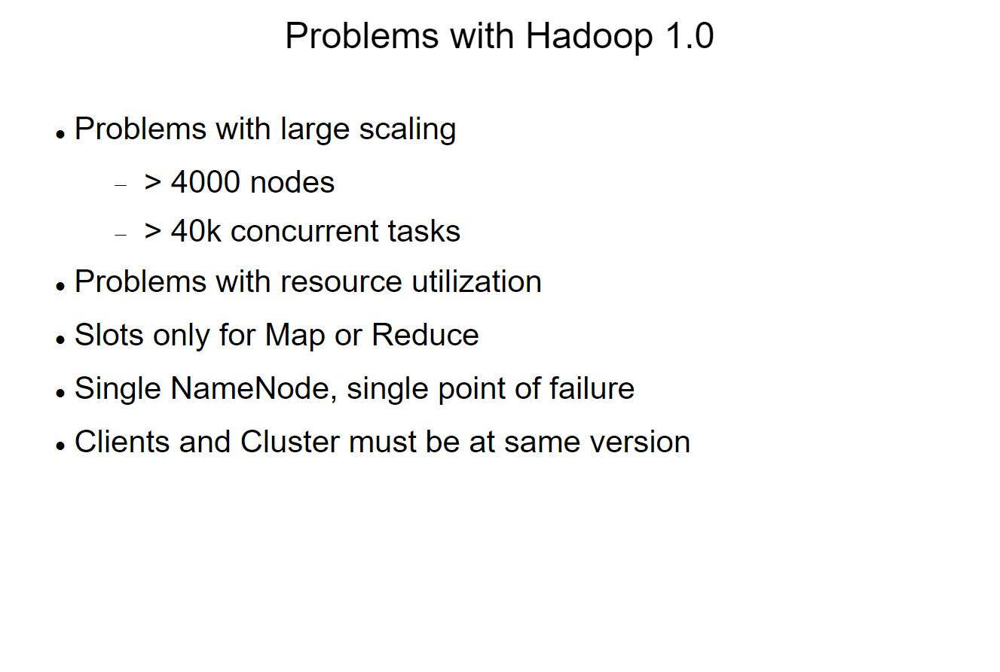 Problems with Hadoop 1.0
● Problems with large scaling
– > 4000 nodes
– > 40k concurrent tasks
● Problems with resource utilization
● Slots only for Map or Reduce
● Single NameNode, single point of failure
● Clients and Cluster must be at same version